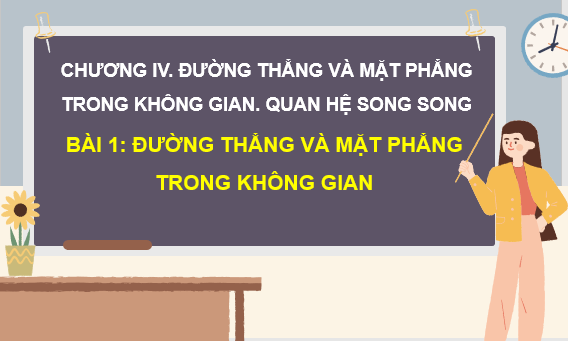 CHƯƠNG IV. ĐƯỜNG THẲNG VÀ MẶT PHẲNG
TRONG KHÔNG GIAN. QUAN HỆ SONG SONG
BÀI 1: ĐƯỜNG THẲNG VÀ MẶT PHẲNG
TRONG KHÔNG GIAN